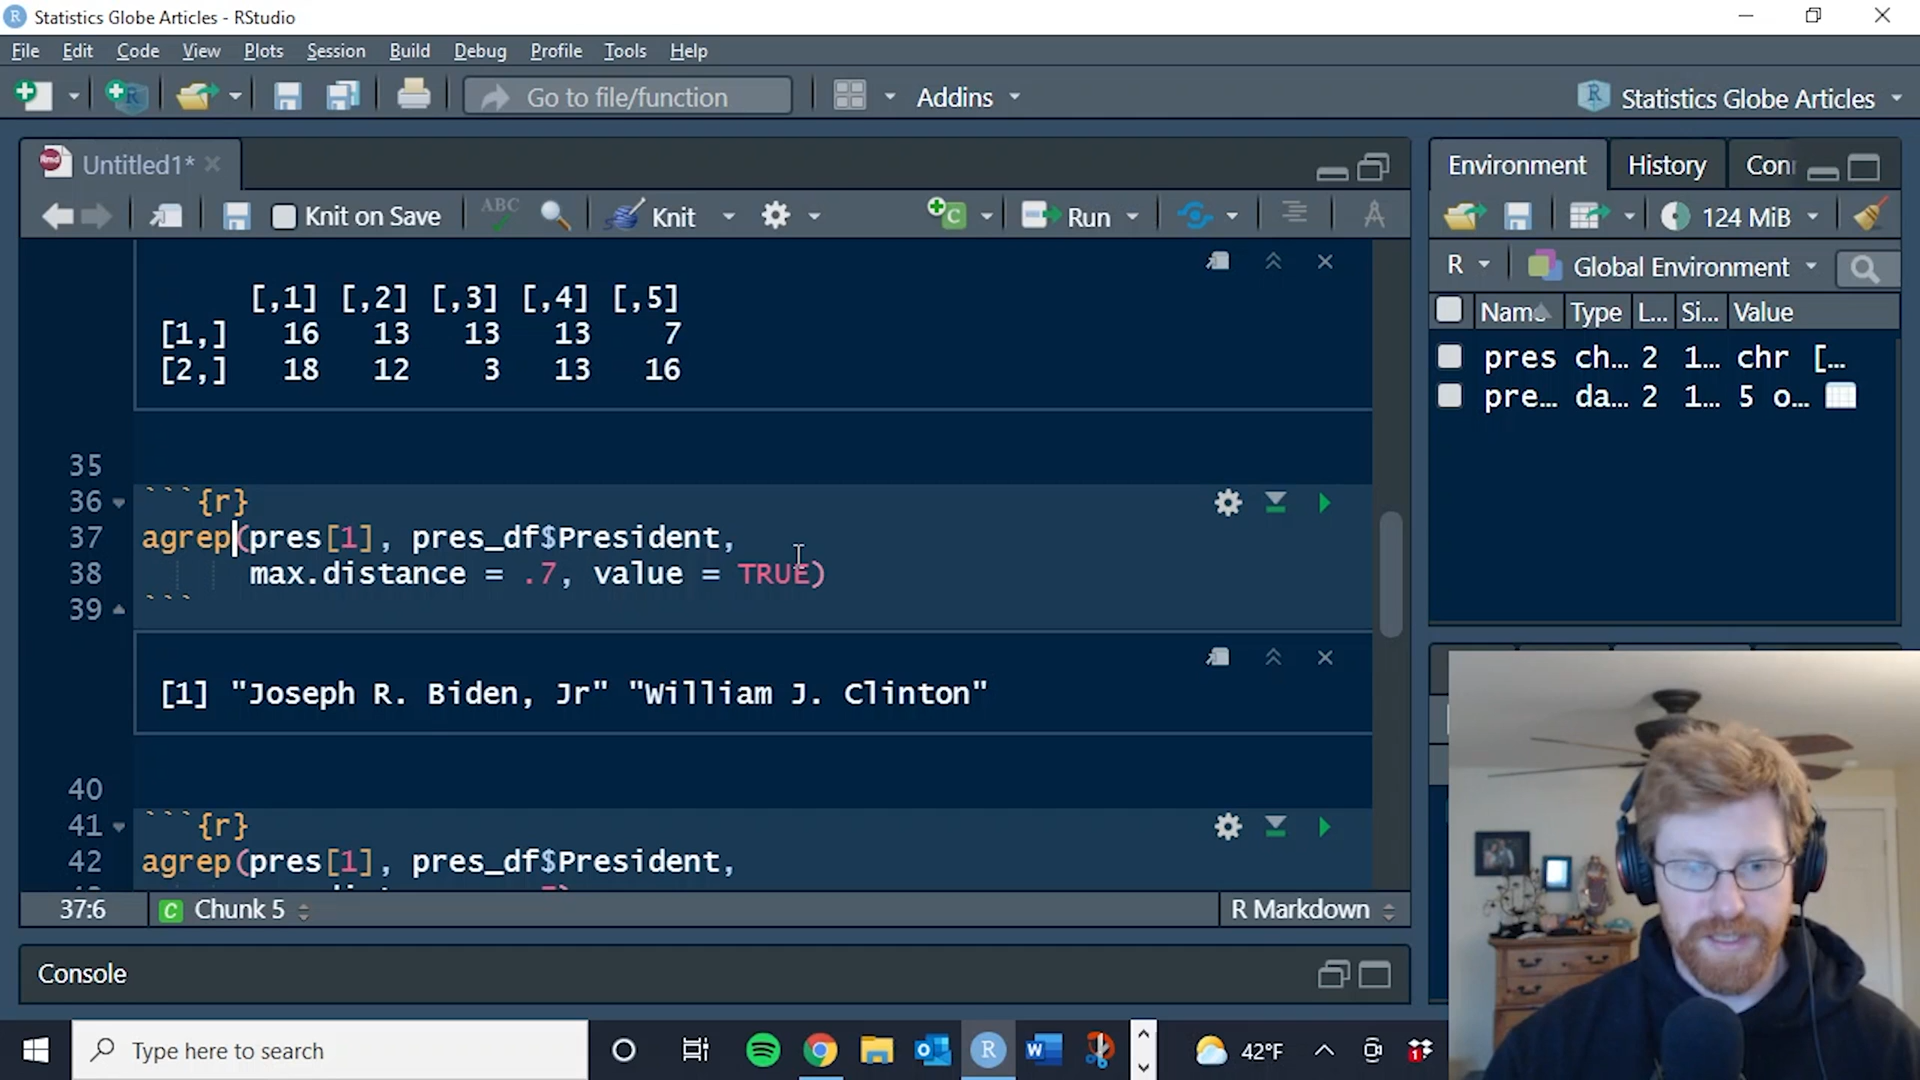 Statistics Globe Articles - RStudio
File Edit Code View Plots Session Build Debug Profile Tools Help
Go to file/function Addins Statistics Globe Articles
Untitled1* Environment History Con
ABC Knit on Save Knit Run 124 MiB
R Global Environment
Name Type L... Si... Value
pres ch... 2 1... chr [...
pre... da... 2 1... 5 o...
[,1] [,2] [,3] [,4] [,5]
[1,] 16 13 13 13 7
[2,] 18 12 3 13 16
35
36 ```{r}
37 agrep(pres[1], pres_df$President,
38 max.distance = .7, value = TRUE)
39 ```
[1] "Joseph R. Biden, Jr" "William J. Clinton"
40
41 ```{r}
42 agrep(pres[1], pres_df$President,
37:6 C Chunk 5 R Markdown
Console
Type here to search 42°F